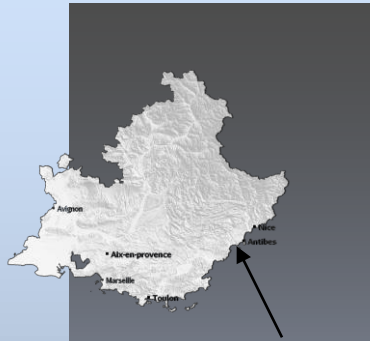 Avignon
Nice
Antibes
Aix-en-provence
Marseille
Toulon